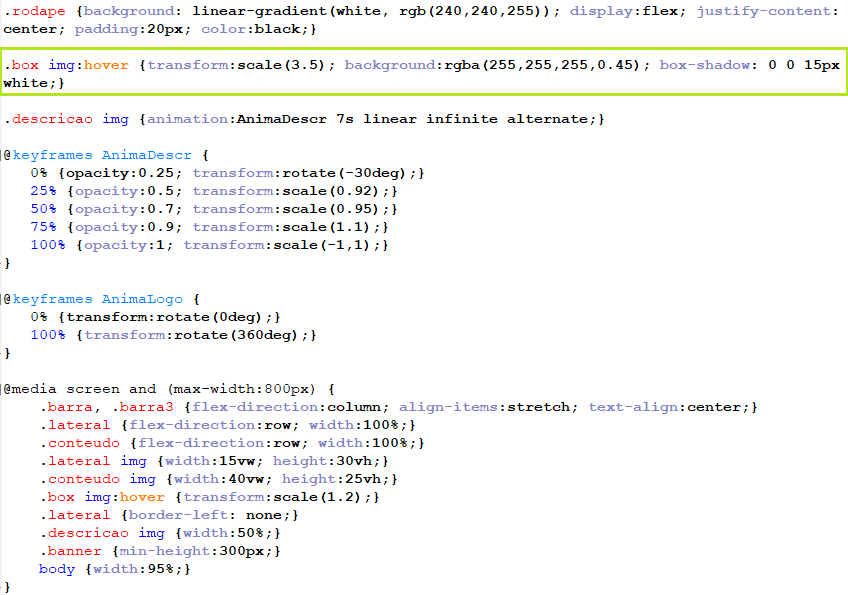 .rodape {background: linear-gradient(white, rgb(240,240,255)); display:flex; justify-content:
center; padding:20px; color:black;}
.box img:hover {transform:scale(3.5); background:rgba(255,255,255,0.45); box-shadow: 0 0 15px
white;}
.descricao img {animation:AnimaDescr 7s linear infinite alternate;}
@keyframes AnimaDescr {
0% {opacity:0.25; transform:rotate(-30deg);}
25% {opacity:0.5; transform:scale(0.92);}
50% {opacity:0.7; transform:scale(0.95);}
75% {opacity:0.9; transform:scale(1.1);}
100% {opacity:1; transform:scale(-1,1);}
}
@keyframes AnimaLogo {
0% {transform:rotate(0deg);}
100% {transform:rotate(360deg);}
}
@media screen and (max-width:800px) {
.barra, .barra3 {flex-direction:column; align-items:stretch; text-align:center;}
.lateral {flex-direction:row; width:100%;}
.conteudo {flex-direction:row; width:100%;}
.lateral img {width:15vw; height:30vh;}
.conteudo img {width:40vw; height:25vh;}
.box img:hover {transform:scale(1.2);}
.lateral {border-left: none;}
.descricao img {width:50%;}
.banner {min-height:300px;}
body {width:95%;}
}